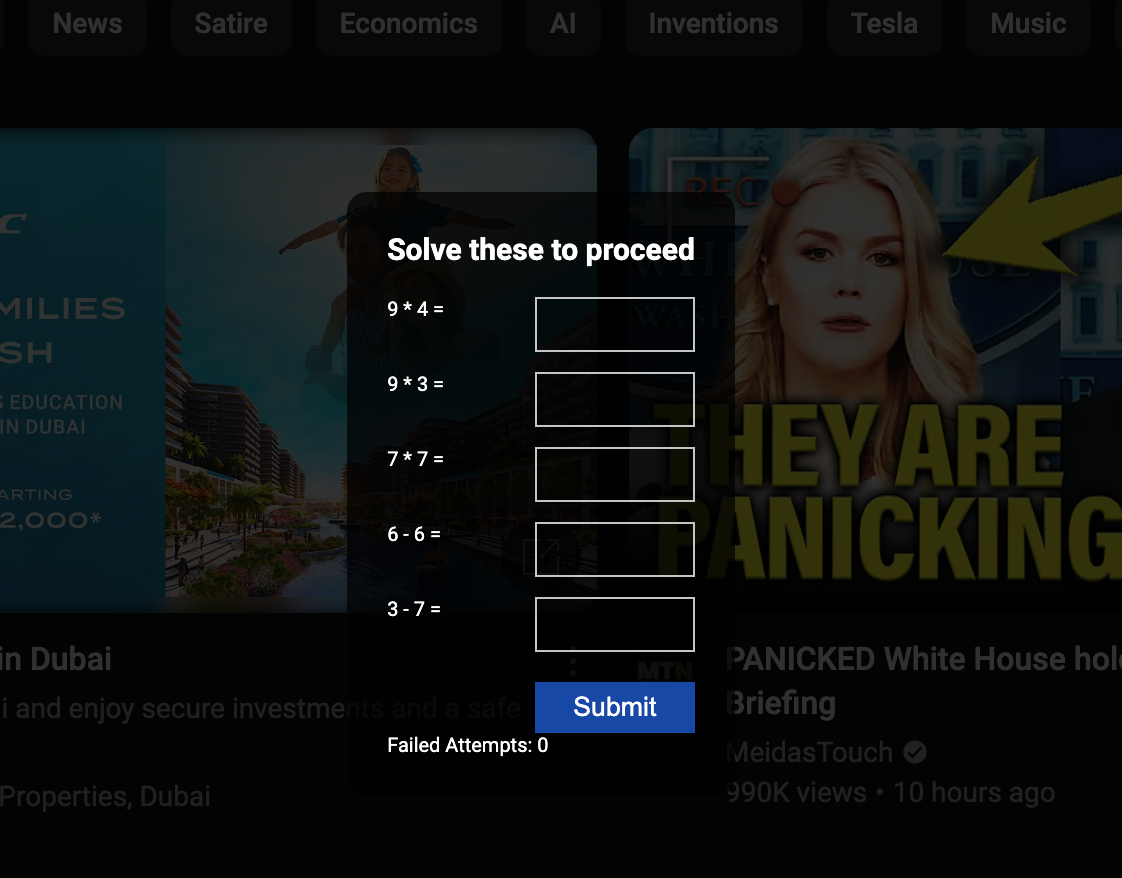 News
Satire
Economics
AI
Inventions
Tesla
Music
REC
MILIES
SH
EDUCATION
IN DUBAI
ARTING
2,000*
Solve these to proceed
9 * 4 =
9 * 3 =
7 * 7 =
6 - 6 =
3 - 7 =
Submit
Failed Attempts: 0
THEY ARE
PANICKING
in Dubai
i and enjoy secure investments and a safe
Properties, Dubai
MTN
PANICKED White House hol
Briefing
MeidasTouch
990K views • 10 hours ago